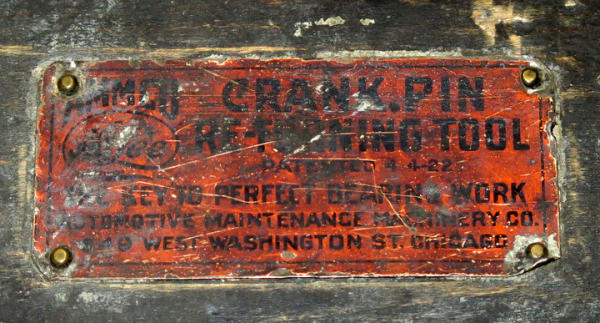 AMMCO CRANK.PIN
RE-TURNING TOOL
PATENTED 4-4-22
THE KEY TO PERFECT BEARING WORK
AUTOMOTIVE MAINTENANCE MACHINERY CO.
WEST WASHINGTON ST. CHICAGO